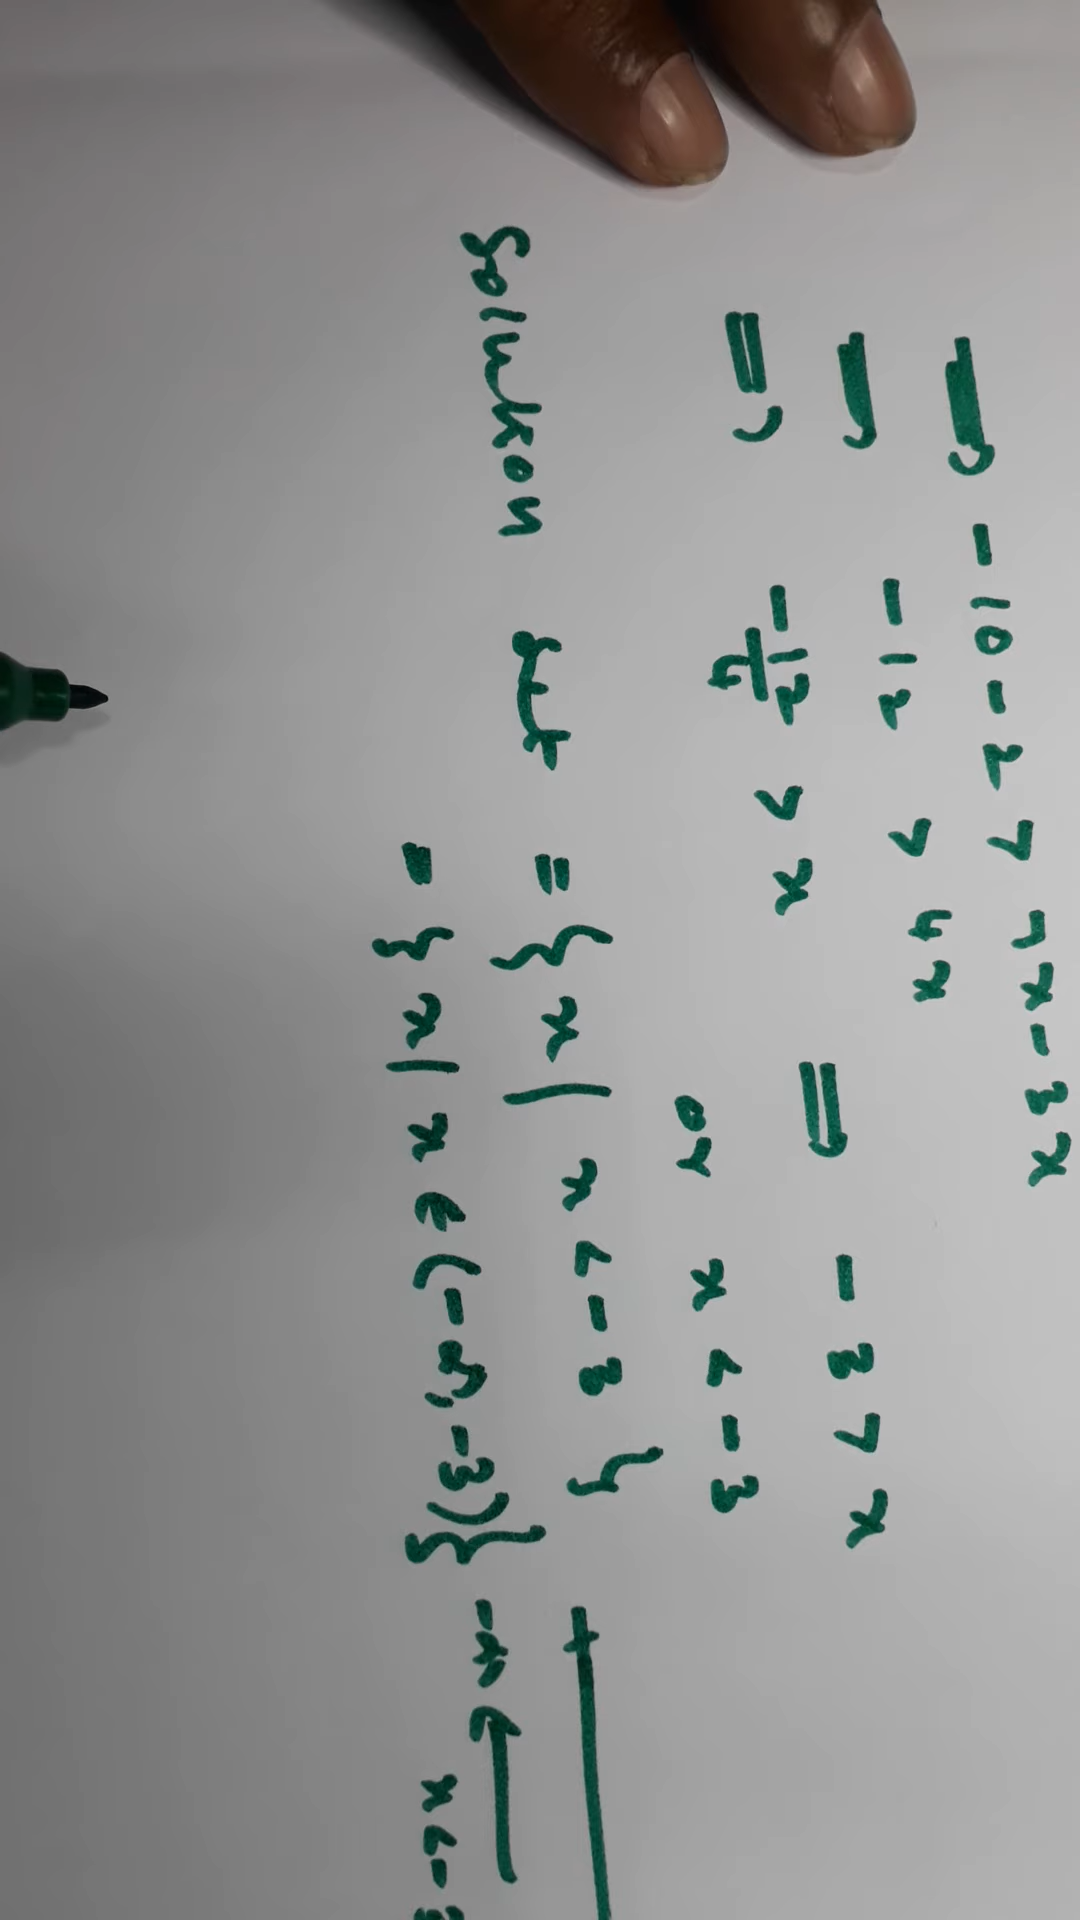 ⇒ -10 - 2 > 7x - 3x
⇒ -12 > 4x
⇒ -12/4 > x ⇒ -3 > x
or x < -3
Solution set = { x | x < -3 }
= { x | x ∈ (-∞, -3) }
-∞ ←
x < -3